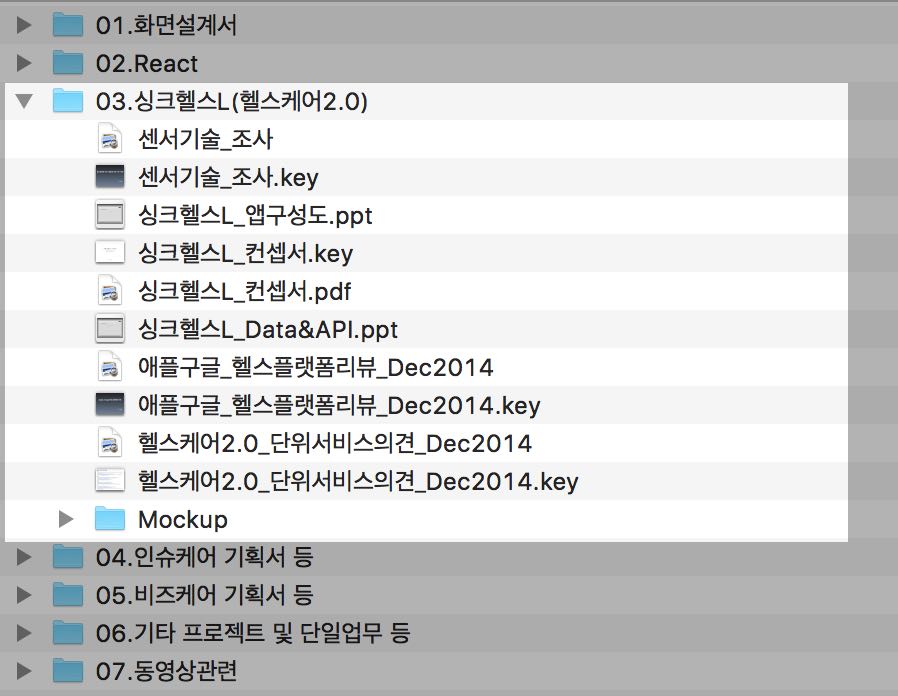 01.화면설계서
02.React
03.싱크헬스L(헬스케어2.0)
센서기술_조사
센서기술_조사.key
싱크헬스L_앱구성도.ppt
싱크헬스L_컨셉서.key
싱크헬스L_컨셉서.pdf
싱크헬스L_Data&API.ppt
애플구글_헬스플랫폼리뷰_Dec2014
애플구글_헬스플랫폼리뷰_Dec2014.key
헬스케어2.0_단위서비스의견_Dec2014
헬스케어2.0_단위서비스의견_Dec2014.key
Mockup
04.인슈케어 기획서 등
05.비즈케어 기획서 등
06.기타 프로젝트 및 단일업무 등
07.동영상관련